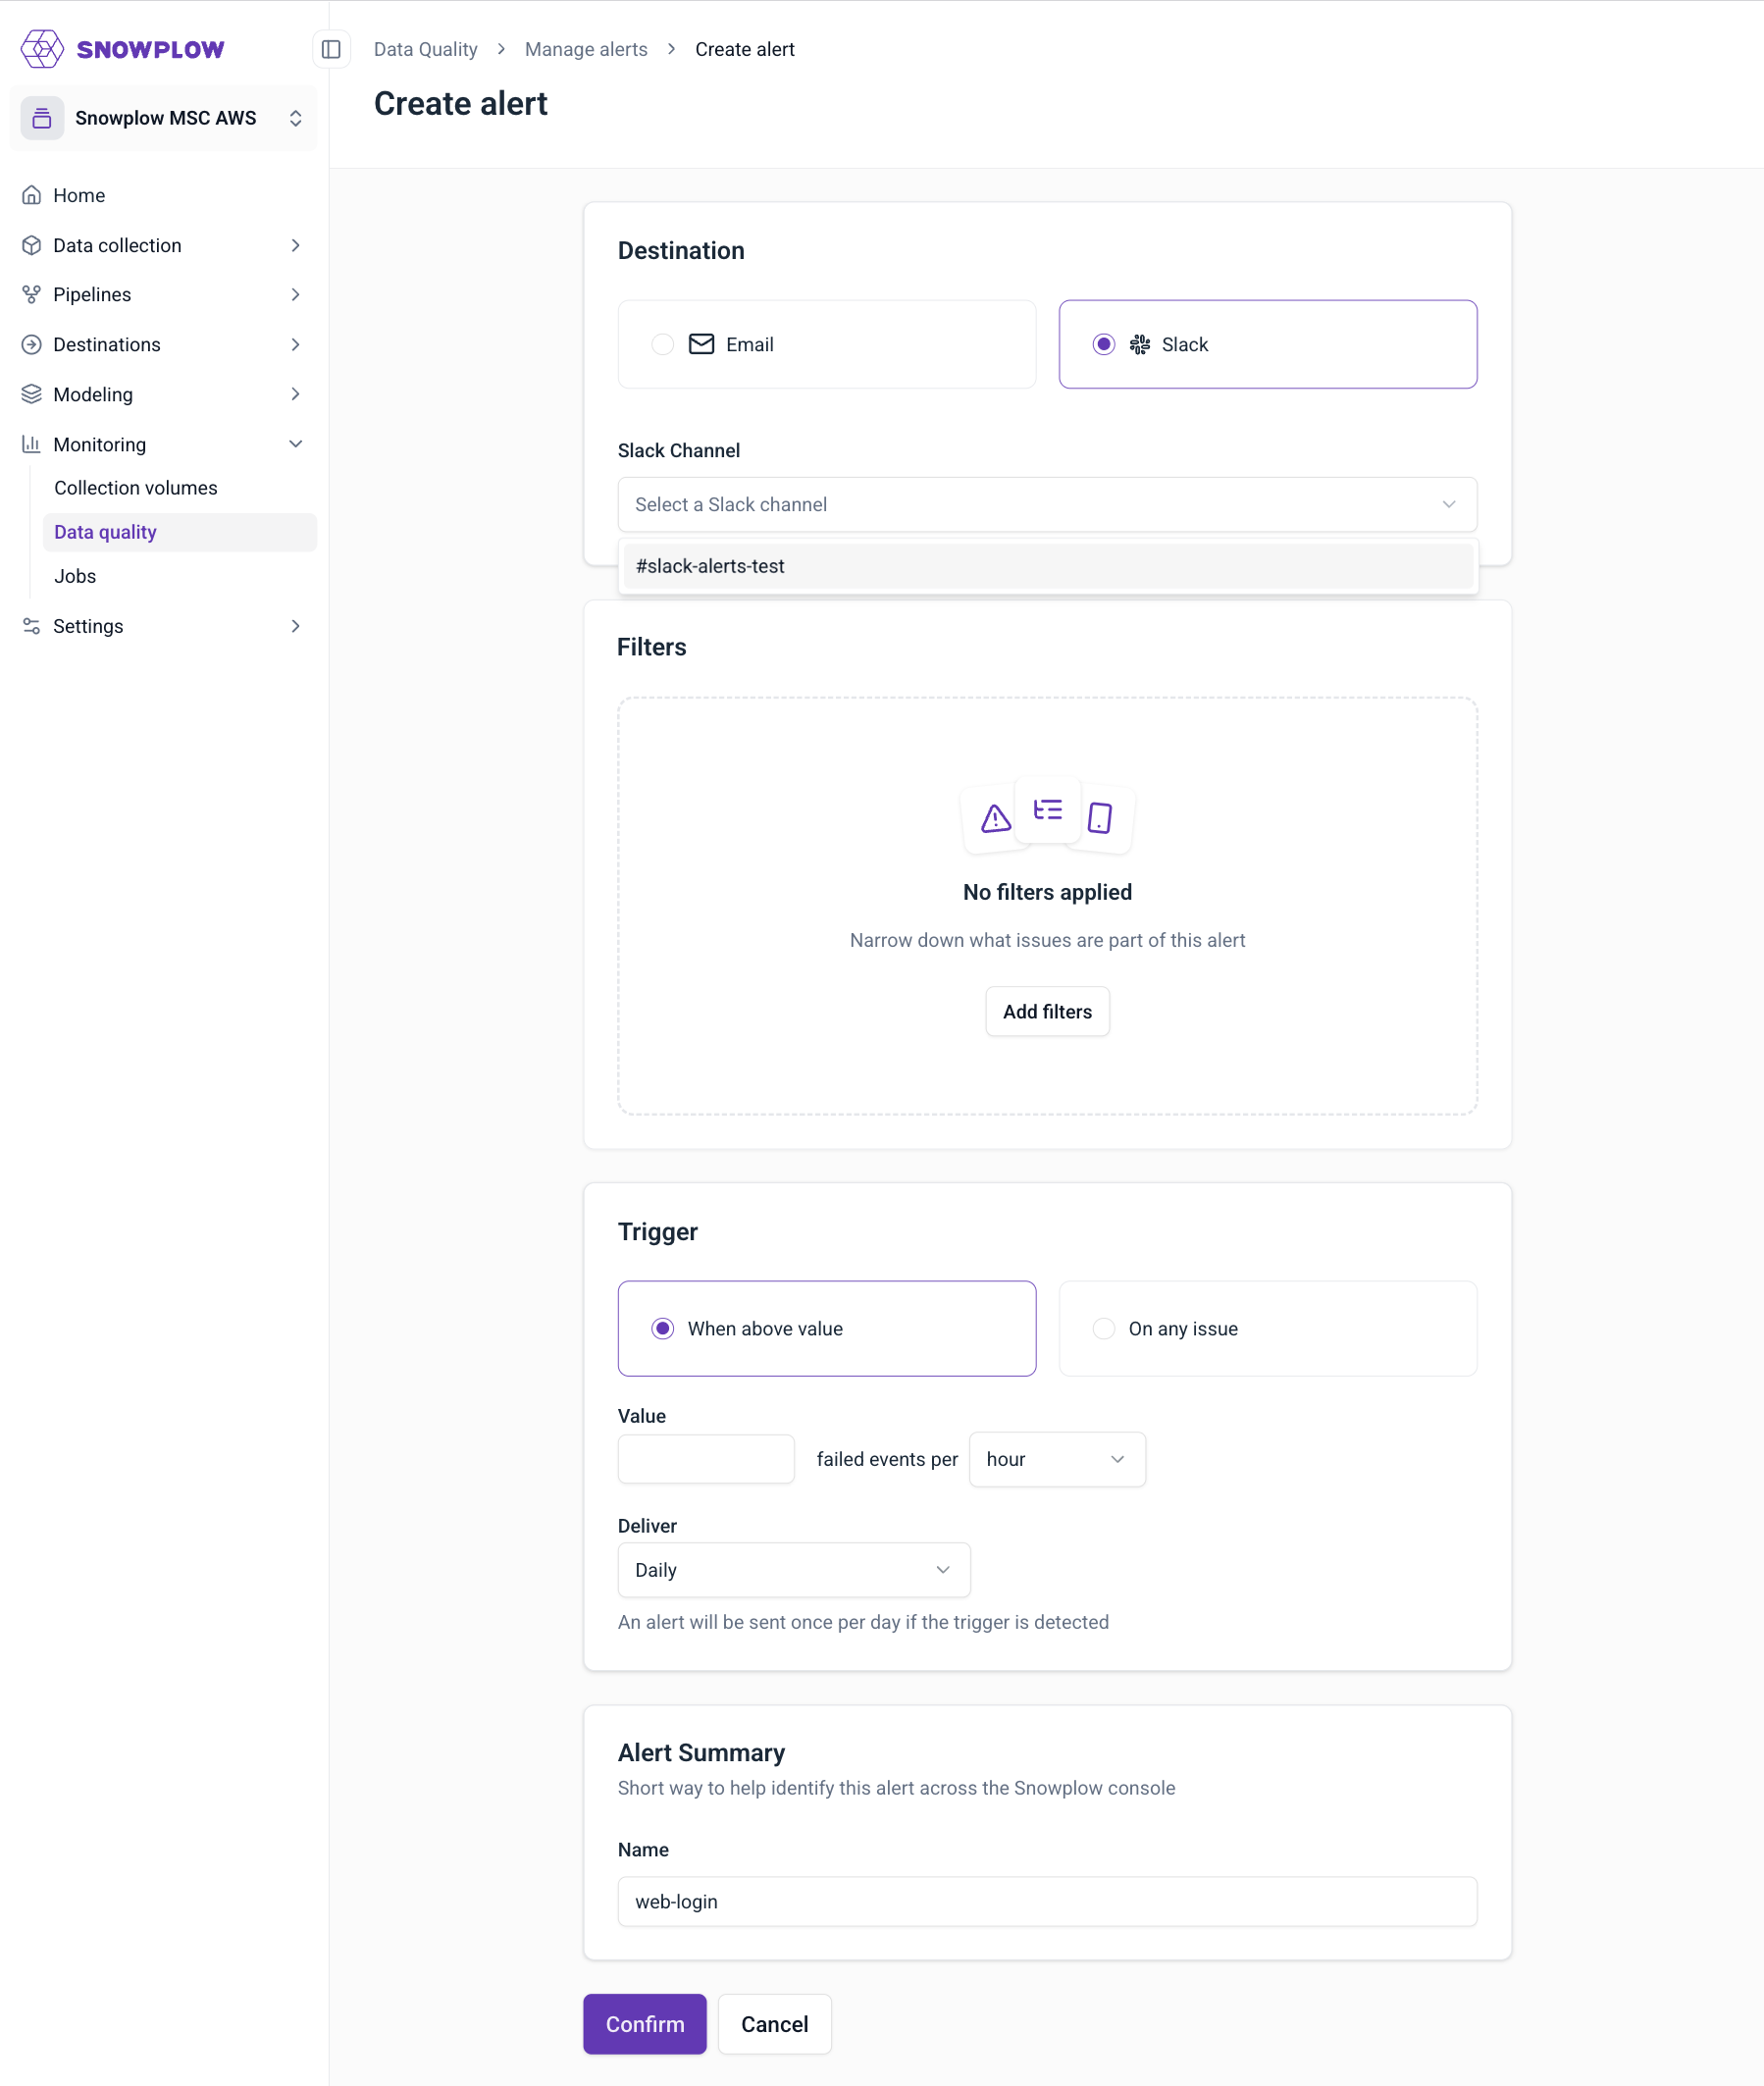 SNOWPLOW
Snowplow MSC AWS
Home
Data collection
Pipelines
Destinations
Modeling
Monitoring
Collection volumes
Data quality
Jobs
Settings
Data Quality > Manage alerts > Create alert
Create alert
Destination
Email
Slack
Slack Channel
Select a Slack channel
#slack-alerts-test
Filters
No filters applied
Narrow down what issues are part of this alert
Add filters
Trigger
When above value
On any issue
Value
failed events per hour
Deliver
Daily
An alert will be sent once per day if the trigger is detected
Alert Summary
Short way to help identify this alert across the Snowplow console
Name
web-login
Confirm
Cancel